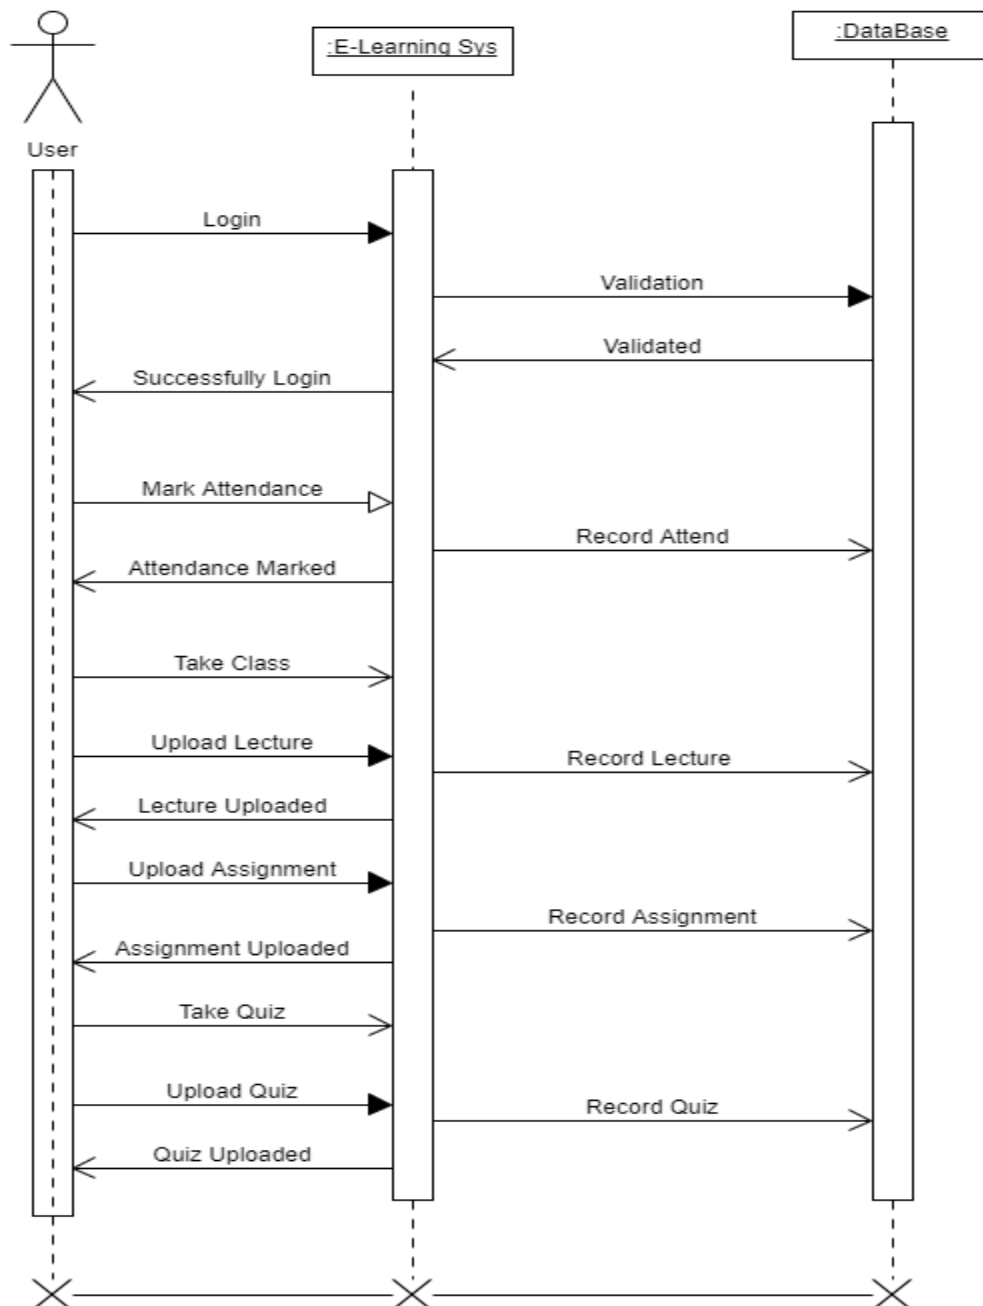 :E-Learning Sys
:DataBase
User
Login
Validation
Validated
Successfully Login
Mark Attendance
Record Attend
Attendance Marked
Take Class
Upload Lecture
Record Lecture
Lecture Uploaded
Upload Assignment
Record Assignment
Assignment Uploaded
Take Quiz
Upload Quiz
Record Quiz
Quiz Uploaded